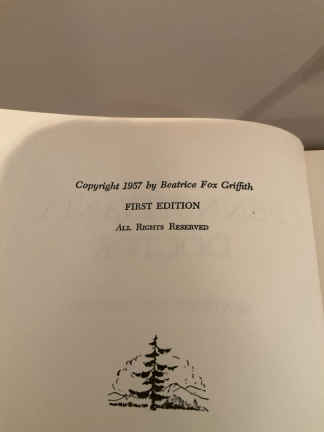 Copyright 1957 by Beatrice Fox Griffith
FIRST EDITION
ALL RIGHTS RESERVED